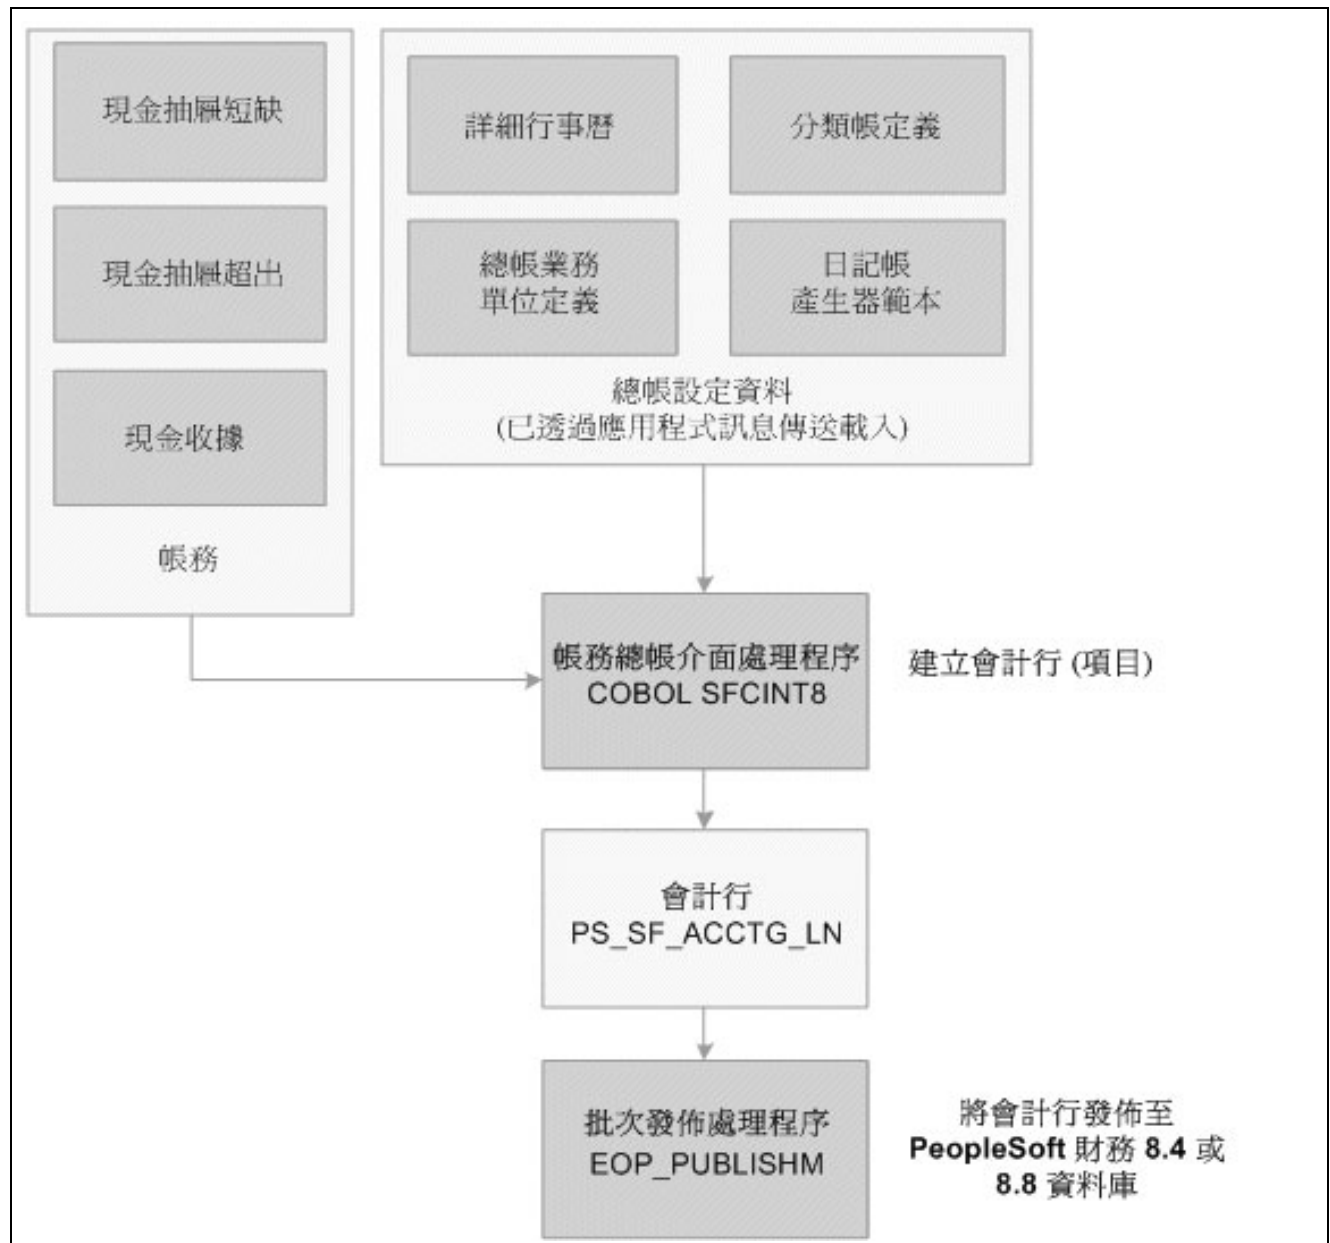 現金抽屜短缺
現金抽屜超出
現金收據
帳務
詳細行事曆
分類帳定義
總帳業務
單位定義
日記帳
產生器範本
總帳設定資料
(已透過應用程式訊息傳送載入)
帳務總帳介面處理程序
COBOL SFCINT8
建立會計行 (項目)
會計行
PS_SF_ACCTG_LN
批次發佈處理程序
EOP_PUBLISHM
將會計行發佈至
PeopleSoft 財務 8.4 或
8.8 資料庫